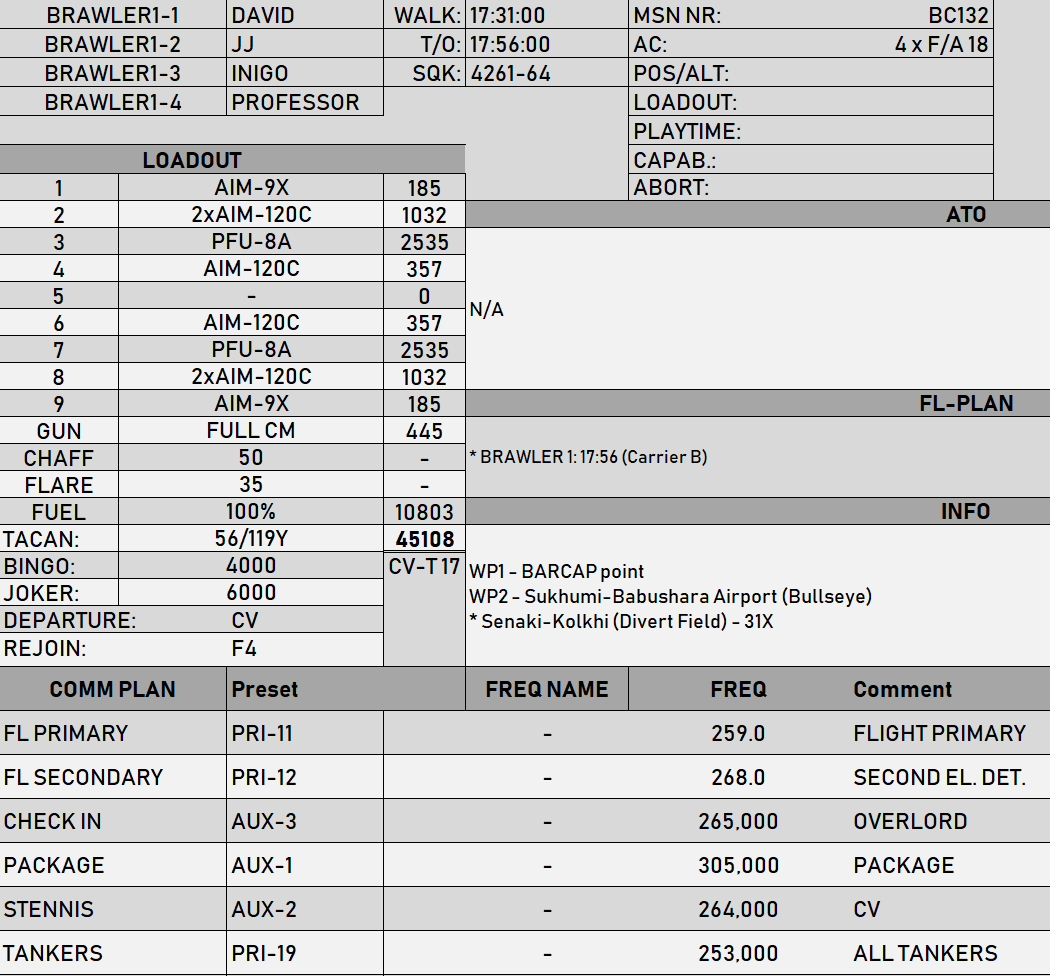 BRAWLER1-1 DAVID WALK: 17:31:00 MSN NR: BC132
BRAWLER1-2 JJ T/O: 17:56:00 AC: 4 x F/A 18
BRAWLER1-3 INIGO SQK: 4261-64 POS/ALT:
BRAWLER1-4 PROFESSOR LOADOUT:
PLAYTIME:
LOADOUT CAPAB.:
1 AIM-9X 185 ABORT:
2 2xAIM-120C 1032 ATO
3 PFU-8A 2535
4 AIM-120C 357
5 - 0 N/A
6 AIM-120C 357
7 PFU-8A 2535
8 2xAIM-120C 1032
9 AIM-9X 185 FL-PLAN
GUN FULL CM 445
CHAFF 50 - * BRAWLER 1: 17:56 (Carrier B)
FLARE 35 -
FUEL 100% 10803 INFO
TACAN: 56/119Y 45108
BINGO: 4000 CV-T17 WP1 - BARCAP point
JOKER: 6000 WP2 - Sukhumi-Babushara Airport (Bullseye)
DEPARTURE: CV * Senaki-Kolkhi (Divert Field) - 31X
REJOIN: F4
COMM PLAN Preset FREQ NAME FREQ Comment
FL PRIMARY PRI-11 - 259.0 FLIGHT PRIMARY
FL SECONDARY PRI-12 - 268.0 SECOND EL. DET.
CHECK IN AUX-3 - 265,000 OVERLORD
PACKAGE AUX-1 - 305,000 PACKAGE
STENNIS AUX-2 - 264,000 CV
TANKERS PRI-19 - 253,000 ALL TANKERS